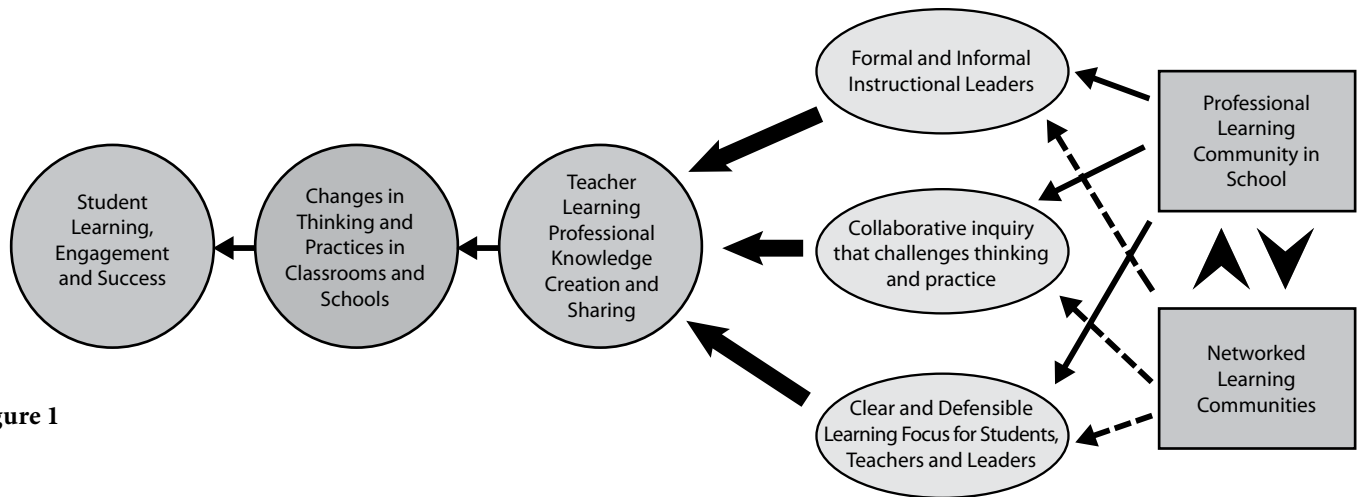 Student
Learning,
Engagement
and Success
Changes in
Thinking and
Practices in
Classrooms and
Schools
Teacher
Learning
Professional
Knowledge
Creation and
Sharing
Formal and Informal
Instructional Leaders
Collaborative inquiry
that challenges thinking
and practice
Clear and Defensible
Learning Focus for Students,
Teachers and Leaders
Professional
Learning
Community in
School
Networked
Learning
Communities
gure 1